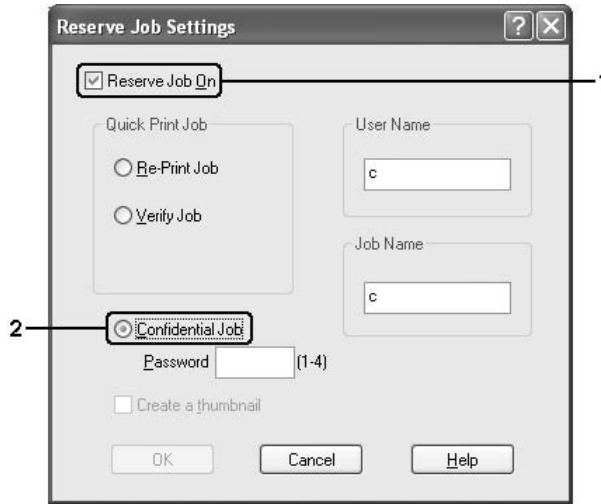 Reserve Job Settings
Reserve Job On
1
Quick Print Job
User Name
Re-Print Job
c
Verify Job
Job Name
c
2
Confidential Job
Password (1-4)
Create a thumbnail
OK Cancel Help